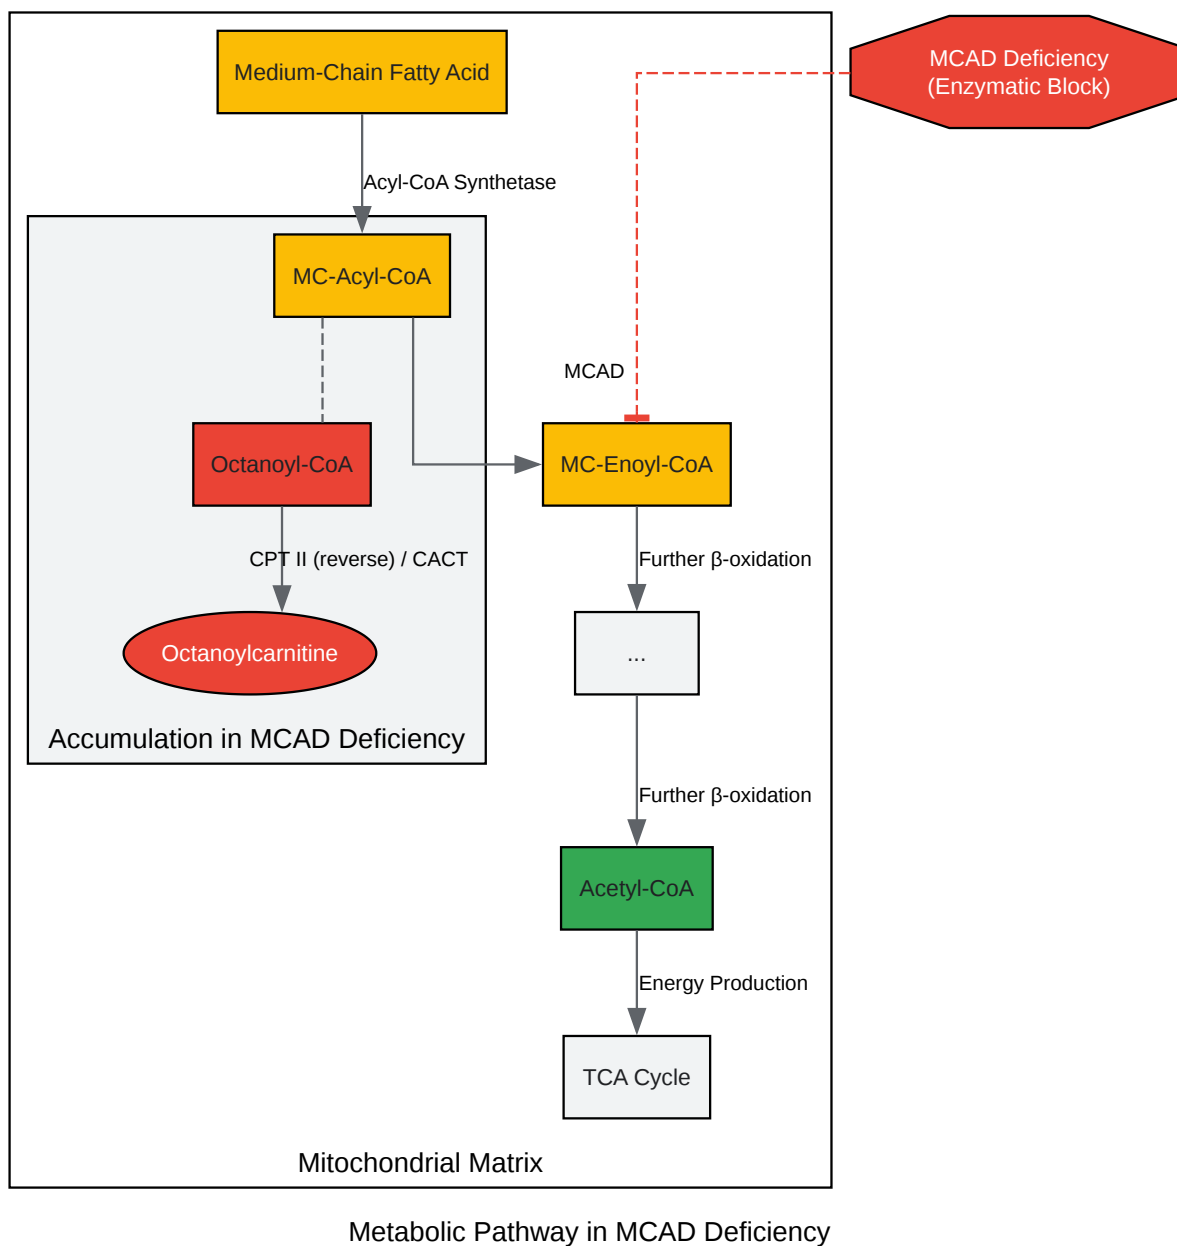 Medium-Chain Fatty Acid
MCAD Deficiency
(Enzymatic Block)
Acyl-CoA Synthetase
MC-Acyl-CoA
MCAD
Octanoyl-CoA
MC-Enoyl-CoA
CPT II (reverse) / CACT
Further β-oxidation
Octanoylcarnitine
...
Accumulation in MCAD Deficiency
Further β-oxidation
Acetyl-CoA
Energy Production
TCA Cycle
Mitochondrial Matrix
Metabolic Pathway in MCAD Deficiency